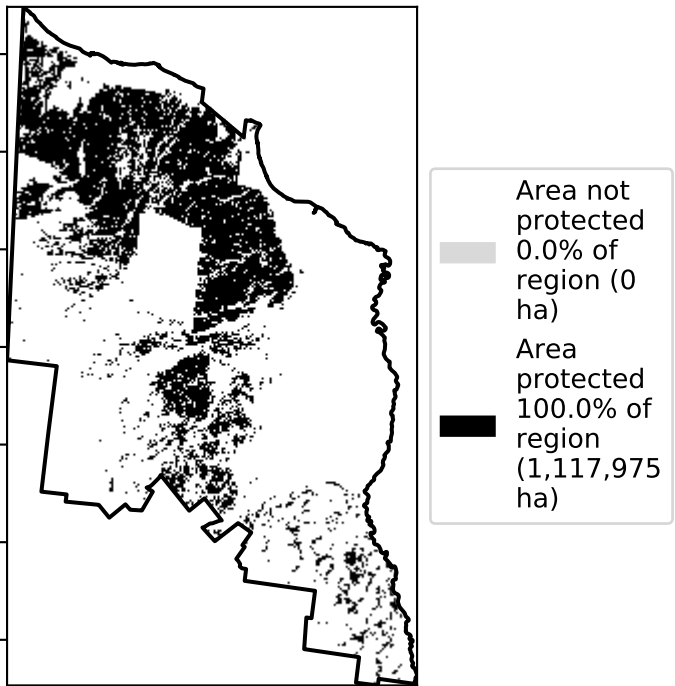 Area not
protected
0.0% of
region (0
ha)
Area
protected
100.0% of
region
(1,117,975
ha)